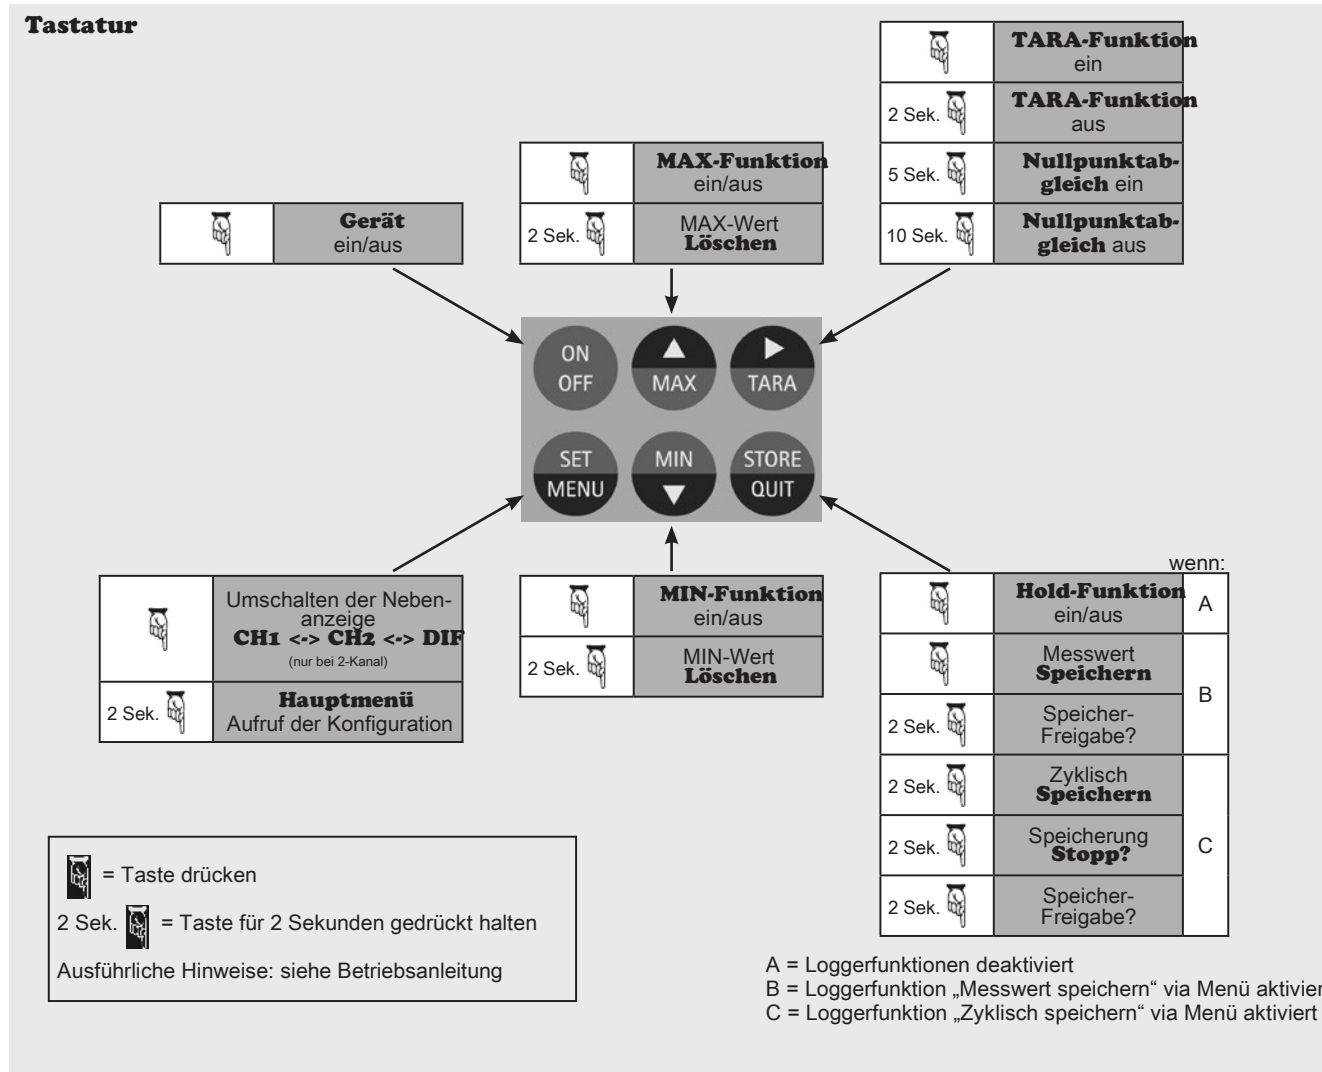 Tastatur
TARA-Funktion
ein
2 Sek.
TARA-Funktion
aus
5 Sek.
Nullpunktab-
gleich ein
10 Sek.
Nullpunktab-
gleich aus
MAX-Funktion
ein/aus
2 Sek.
MAX-Wert
Löschen
Gerät
ein/aus
ON
OFF
MAX
TARA
SET
MENU
MIN
STORE
QUIT
Umschalten der Neben-
anzeige
CH1 <-> CH2 <-> DIF
(nur bei 2-Kanal)
2 Sek.
Hauptmenü
Aufruf der Konfiguration
MIN-Funktion
ein/aus
2 Sek.
MIN-Wert
Löschen
wenn:
Hold-Funktion
ein/aus
A
Messwert
Speichern
B
2 Sek.
Speicher-
Freigabe?
2 Sek.
Zyklisch
Speichern
2 Sek.
Speicherung
Stopp?
C
2 Sek.
Speicher-
Freigabe?
= Taste drücken
2 Sek. = Taste für 2 Sekunden gedrückt halten
Ausführliche Hinweise: siehe Betriebsanleitung
A = Loggerfunktionen deaktiviert
B = Loggerfunktion „Messwert speichern“ via Menü aktivier
C = Loggerfunktion „Zyklisch speichern“ via Menü aktiviert